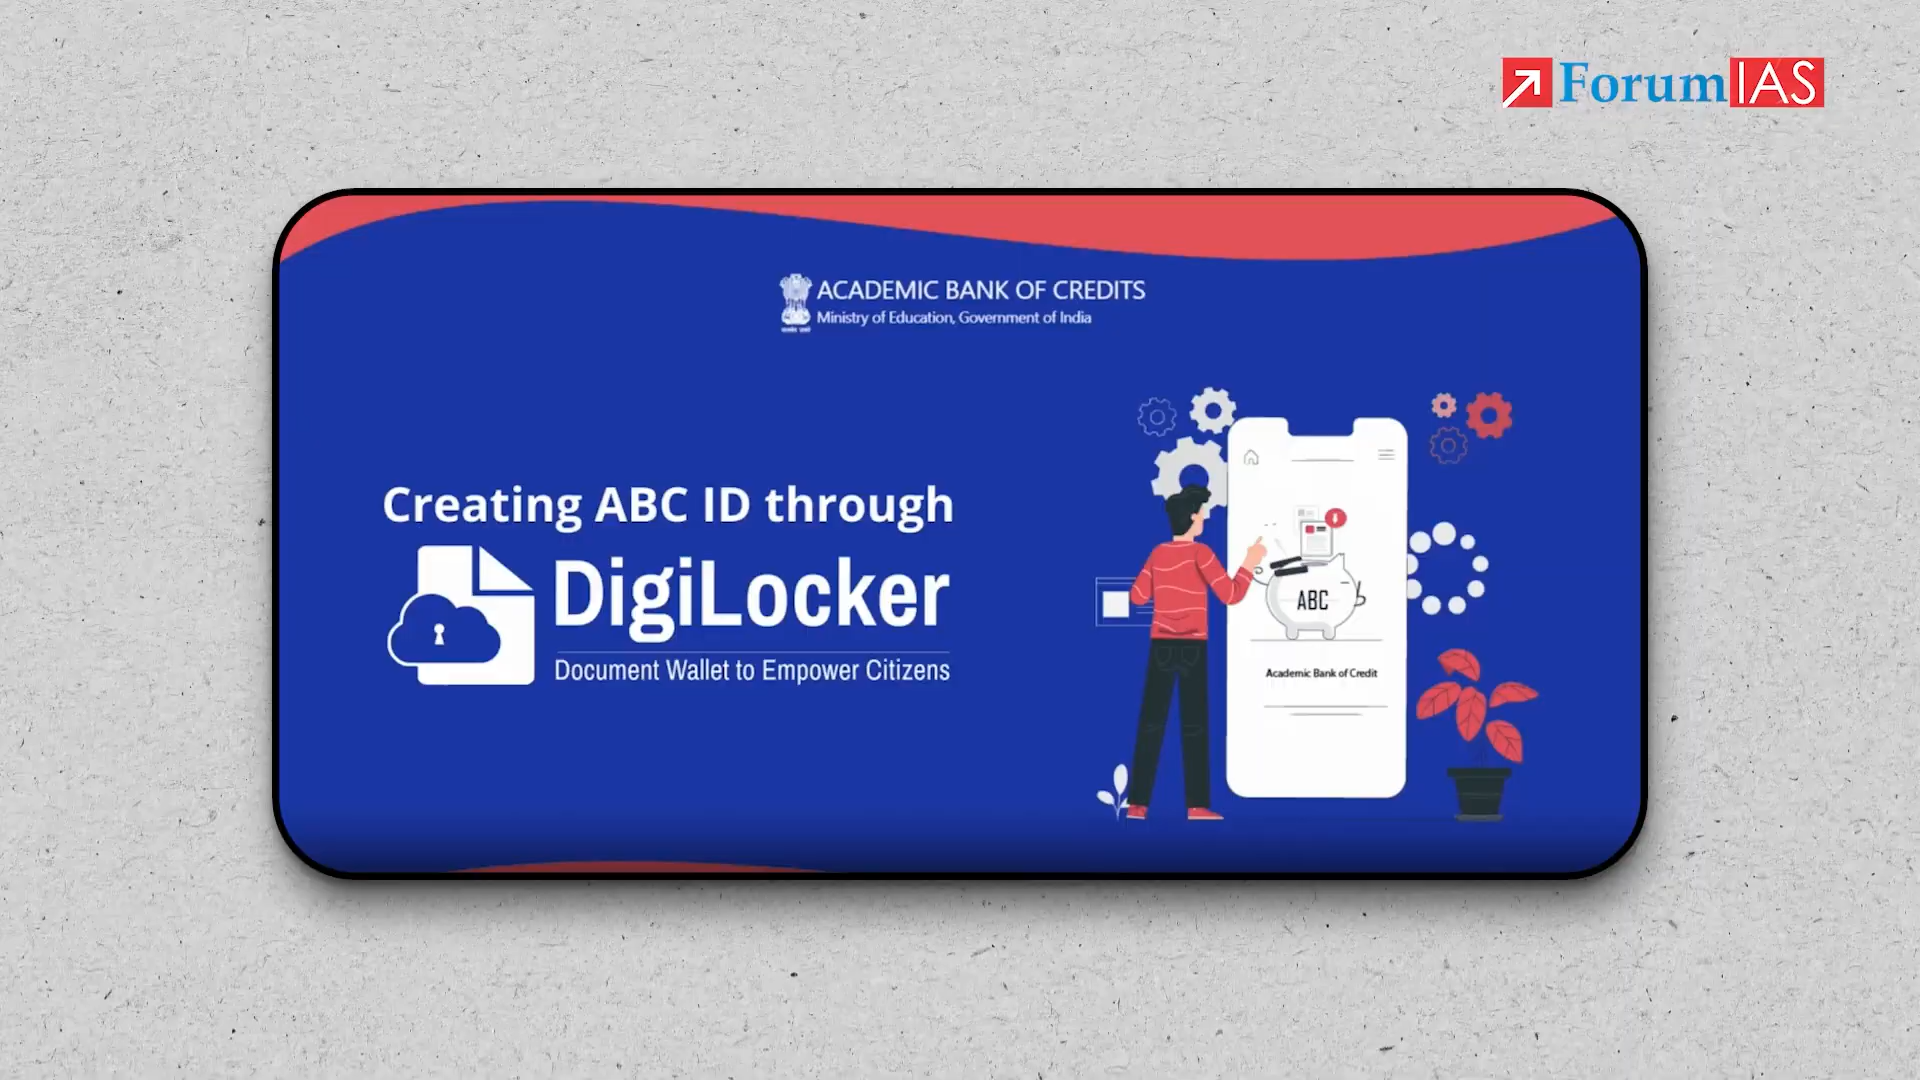 ForumIAS
ACADEMIC BANK OF CREDITS
Ministry of Education, Government of India
Creating ABC ID through
DigiLocker
Document Wallet to Empower Citizens
ABC
Academic Bank of Credit